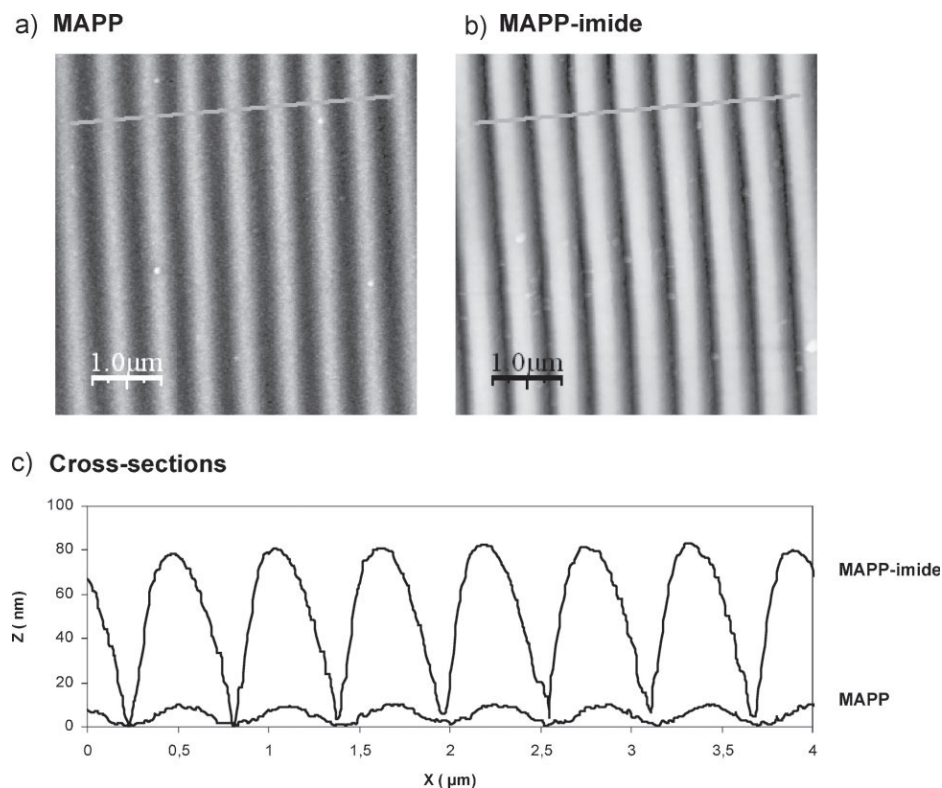 a) MAPP
b) MAPP-imide
1.0µm
1.0µm
c) Cross-sections
100
80
60
40
20
0
Z ( nm)
0 0,5 1 1,5 2 2,5 3 3,5 4
X ( µm)
MAPP-imide
MAPP